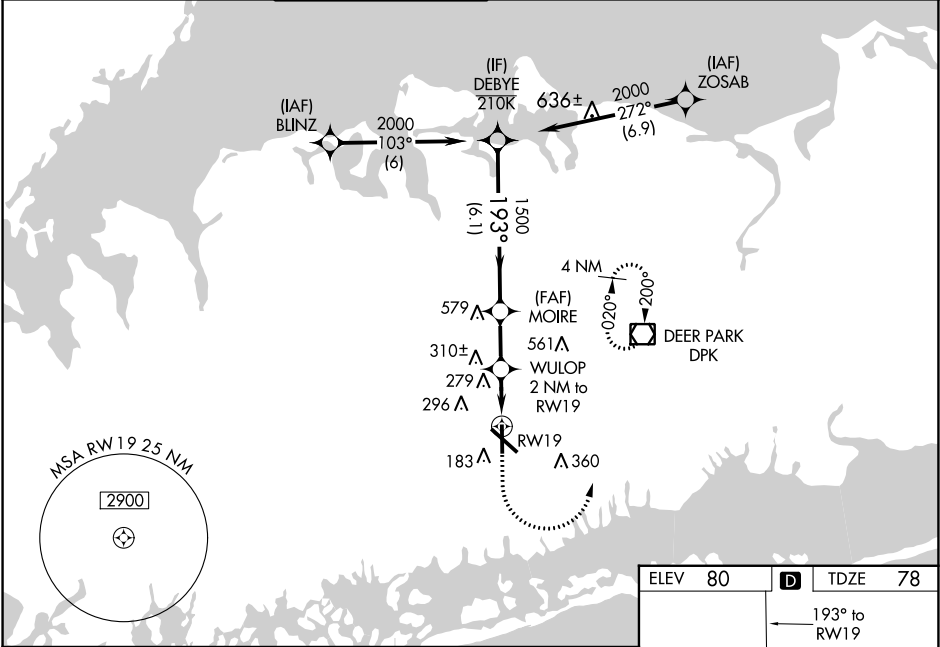 (IAF)
BLINZ
2000
103°
(6)
(IF)
DEBYE
210K
636±
2000
272°
(6.9)
(IAF)
ZOSAB
1500
193°
(6.1)
4 NM
020°
200°
DEER PARK
DPK
579
(FAF)
MOIRE
561
310±
WULOP
2 NM to
RW19
279
296
RW19
183
360
MSA RW19 25 NM
2900
ELEV 80
D
TDZE 78
193° to
RW19